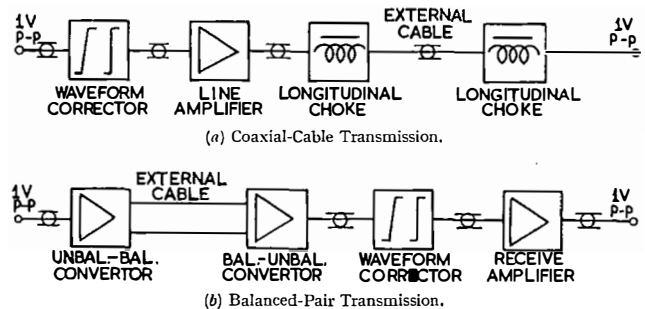 1V
p-p
EXTERNAL
CABLE
1V
p-p
WAVEFORM
CORRECTOR
LINE
AMPLIFIER
LONGITUDINAL
CHOKE
LONGITUDINAL
CHOKE
(a) Coaxial-Cable Transmission.
1V
p-p
EXTERNAL
CABLE
1V
p-p
UNBAL.-BAL.
CONVERTOR
BAL.-UNBAL.
CONVERTOR
WAVEFORM
CORRECTOR
RECEIVE
AMPLIFIER
(b) Balanced-Pair Transmission.